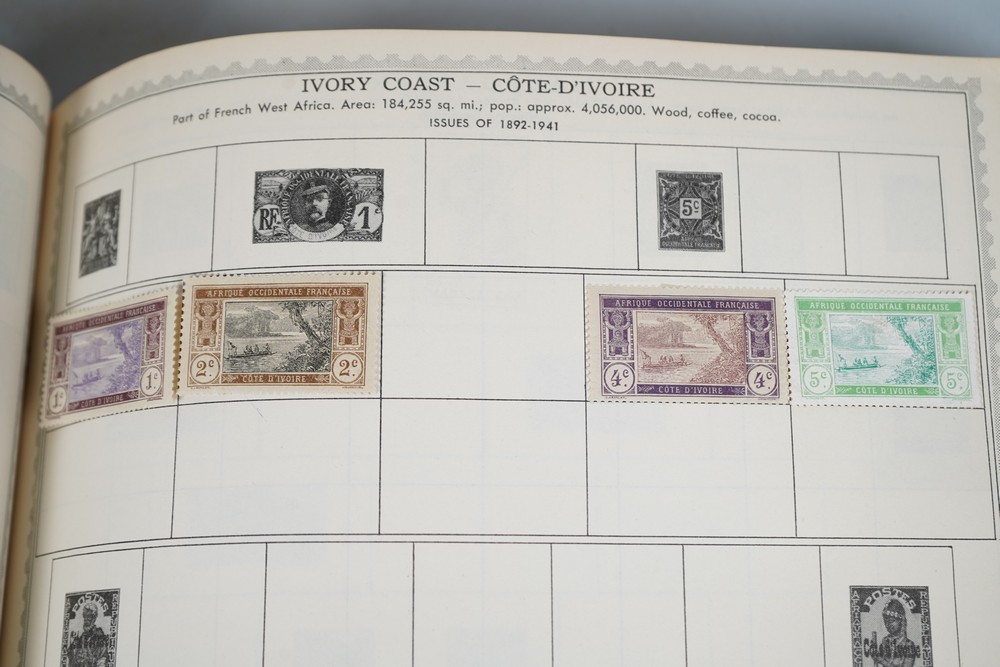 IVORY COAST – CÔTE-D'IVOIRE
Part of French West Africa. Area: 184,255 sq. mi.; pop.: approx. 4,056,000. Wood, coffee, cocoa.
ISSUES OF 1892-1941
RF
1c
5c
AFRIQUE OCCIDENTALE FRANÇAISE
1c 1c
CÔTE D'IVOIRE
AFRIQUE OCCIDENTALE FRANÇAISE
2c 2c
CÔTE D'IVOIRE
AFRIQUE OCCIDENTALE FRANÇAISE
4c 4c
CÔTE D'IVOIRE
AFRIQUE OCCIDENTALE FRANÇAISE
5c 5c
CÔTE D'IVOIRE
POSTES
POSTES
Côte d'Ivoire